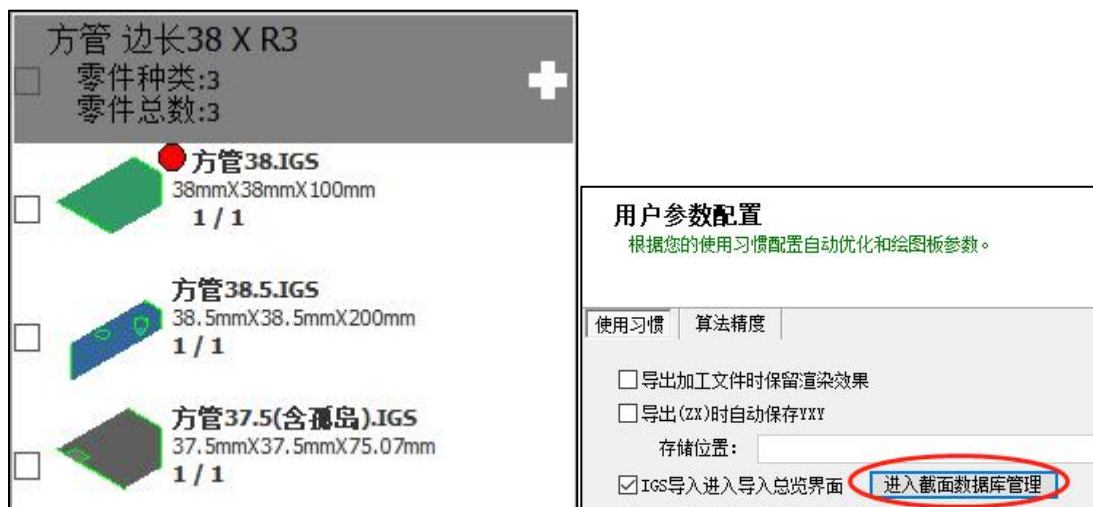 方管 边长38 X R3
零件种类:3
零件总数:3
方管38.IGS
38mmX38mmX100mm
1 / 1
方管38.5.IGS
38.5mmX38.5mmX200mm
1 / 1
方管37.5(含孤岛).IGS
37.5mmX37.5mmX75.07mm
1 / 1
用户参数配置
根据您的使用习惯配置自动优化和绘图板参数。
使用习惯 算法精度
导出加工文件时保留渲染效果
导出(ZX)时自动保存YXY
存储位置:
IGS导入进入导入总览界面 进入截面数据库管理